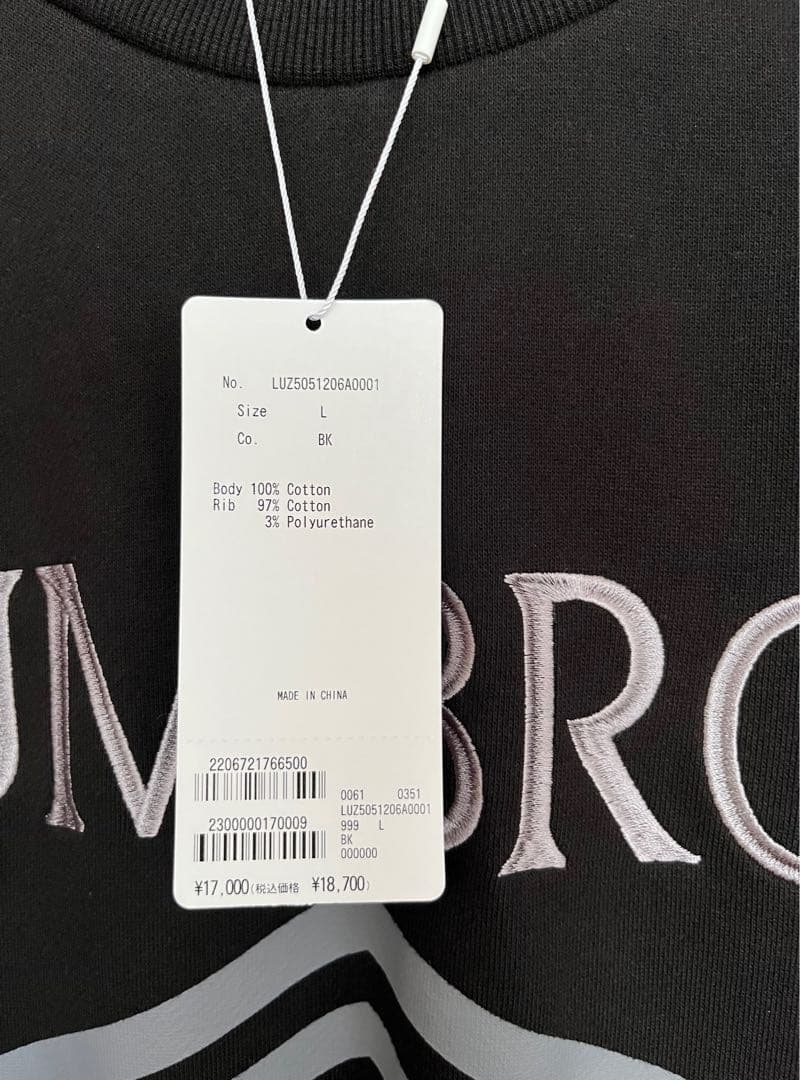 No. LUZ5051206A0001
Size L
Co. BK
Body 100% Cotton
Rib 97% Cotton
3% Polyurethane
UMBRO
MADE IN CHINA
2206721766500
0061 0351
LUZ5051206A0001
2300000170009
999 L
BK
000000
¥17,000(税込価格 ¥18,700)